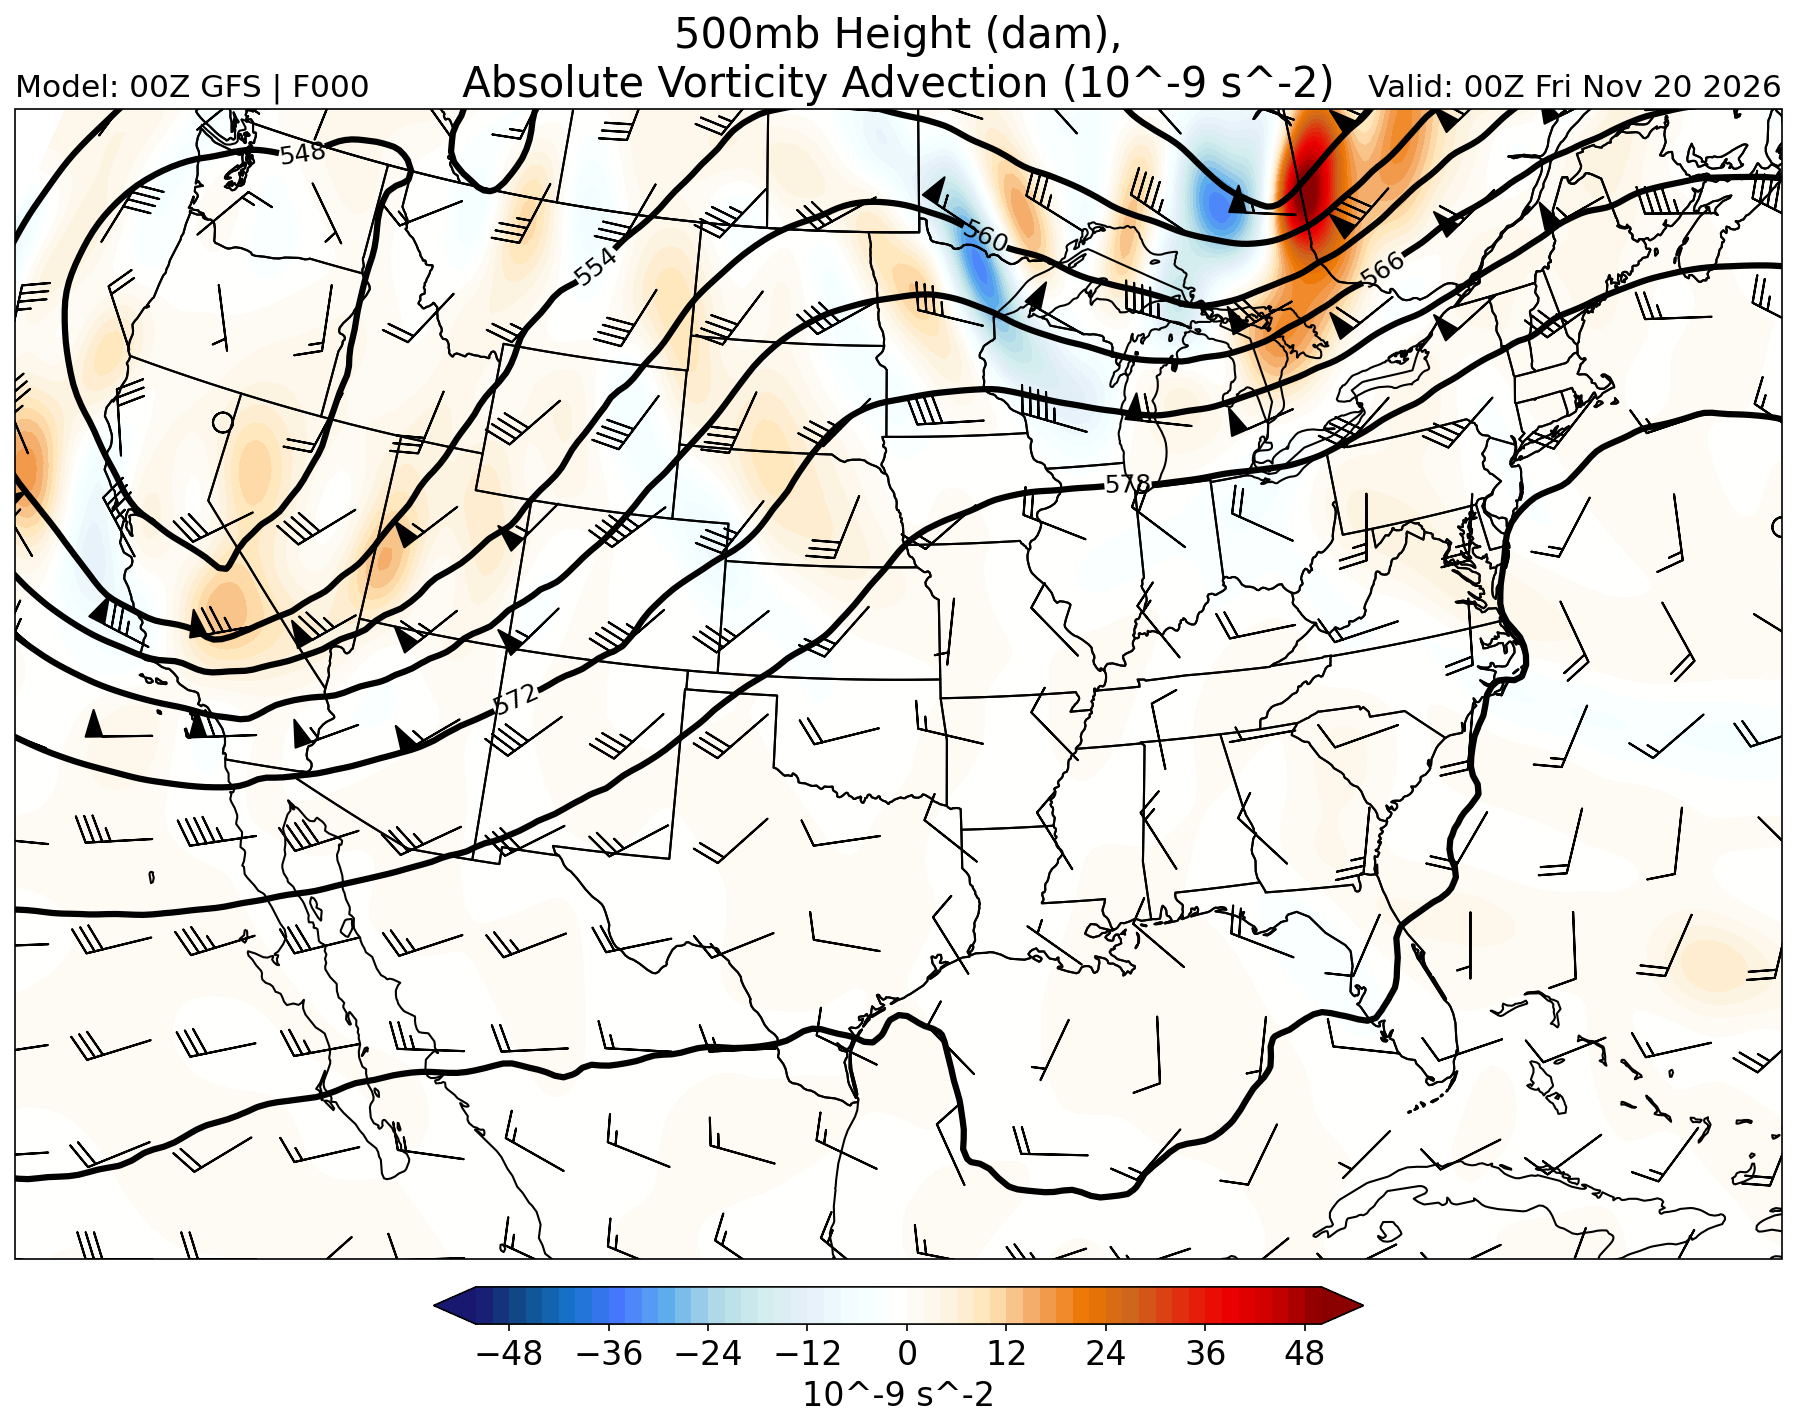 500mb Height (dam),
Absolute Vorticity Advection (10^-9 s^-2)
Model: 00Z GFS | F000
Valid: 00Z Fri Nov 20 2026
548
554
560
566
572
578
−48 −36 −24 −12 0 12 24 36 48
10^-9 s^-2